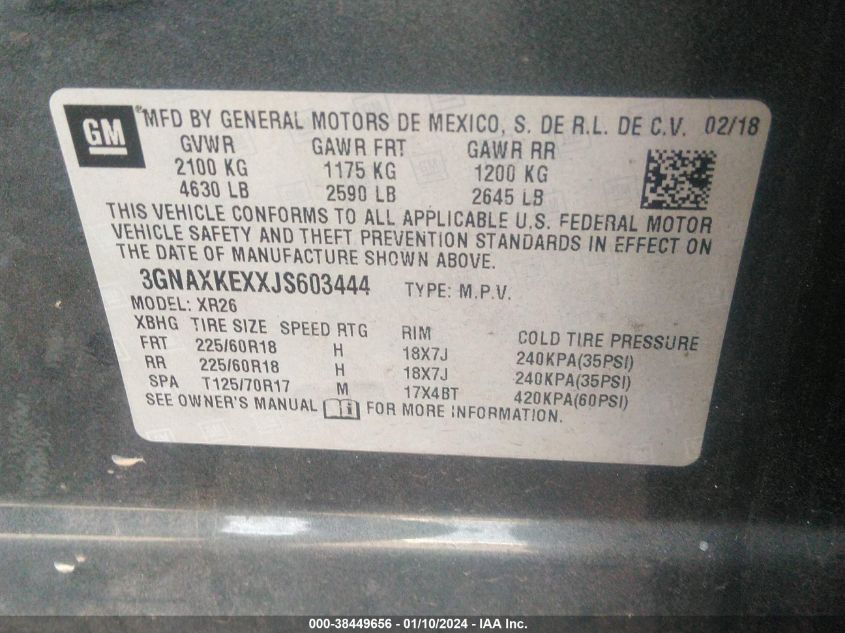 GM
® MFD BY GENERAL MOTORS DE MEXICO, S. DE R.L. DE C.V. 02/18
GVWR GAWR FRT GAWR RR
2100 KG 1175 KG 1200 KG
4630 LB 2590 LB 2645 LB
THIS VEHICLE CONFORMS TO ALL APPLICABLE U.S. FEDERAL MOTOR
VEHICLE SAFETY AND THEFT PREVENTION STANDARDS IN EFFECT ON
THE DATE OF MANUFACTURE SHOWN ABOVE.
3GNAXKEXXJS603444 TYPE: M.P.V.
MODEL: XR26
XBHG TIRE SIZE SPEED RTG RIM COLD TIRE PRESSURE
FRT 225/60R18 H 18X7J 240KPA(35PSI)
RR 225/60R18 H 18X7J 240KPA(35PSI)
SPA T125/70R17 M 17X4BT 420KPA(60PSI)
SEE OWNER'S MANUAL FOR MORE INFORMATION.
000-38449656 - 01/10/2024 - IAA Inc.